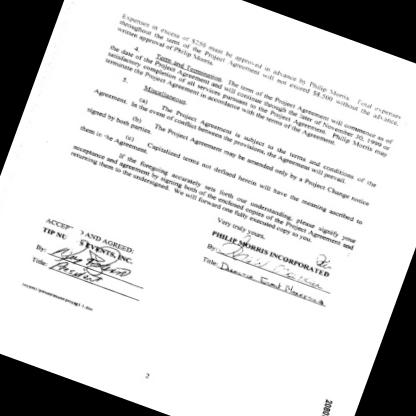 Expenses in excess of $250 must be approved in advance by Philip Morris. Total expenses
throughout the term of the Project Agreement will not exceed $8,500 without the advance,
written approval of Philip Morris.
4. Term and Termination. The term of the Project Agreement will commence as of
the date of the Project Agreement and will continue through the later of November 30, 1999 or
satisfactory completion of all services pursuant to the Project Agreement. Philip Morris may
terminate the Project Agreement in accordance with the terms of the Agreement.
5. Miscellaneous.
(a) The Project Agreement is subject to the terms and conditions of the
Agreement. In the event of conflict between the provisions, the Agreement will prevail.
(b) The Project Agreement may be amended only by a Project Change notice
signed by both parties.
(c) Capitalized terms not defined herein will have the meaning ascribed to
them in the Agreement.
If the foregoing accurately sets forth our understanding, please signify your
acceptance and agreement by signing both of the enclosed copies of the Project Agreement and
returning them to the undersigned. We will forward one fully executed copy to you.
Very truly yours,
PHILIP MORRIS INCORPORATED
By:
Title: Director Event Marketing
AND AGREED:
EVENTS, INC.
By:
Title: President
2